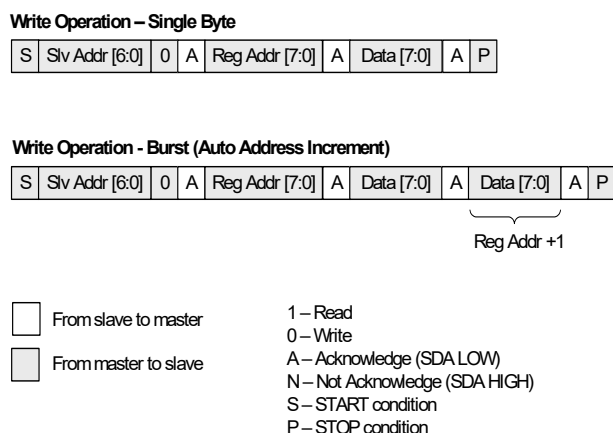 Write Operation – Single Byte
S Slv Addr [6:0] 0 A Reg Addr [7:0] A Data [7:0] A P
Write Operation - Burst (Auto Address Increment)
S Slv Addr [6:0] 0 A Reg Addr [7:0] A Data [7:0] A Data [7:0] A P
Reg Addr +1
From slave to master
From master to slave
1 – Read
0 – Write
A – Acknowledge (SDA LOW)
N – Not Acknowledge (SDA HIGH)
S – START condition
P – STOP condition